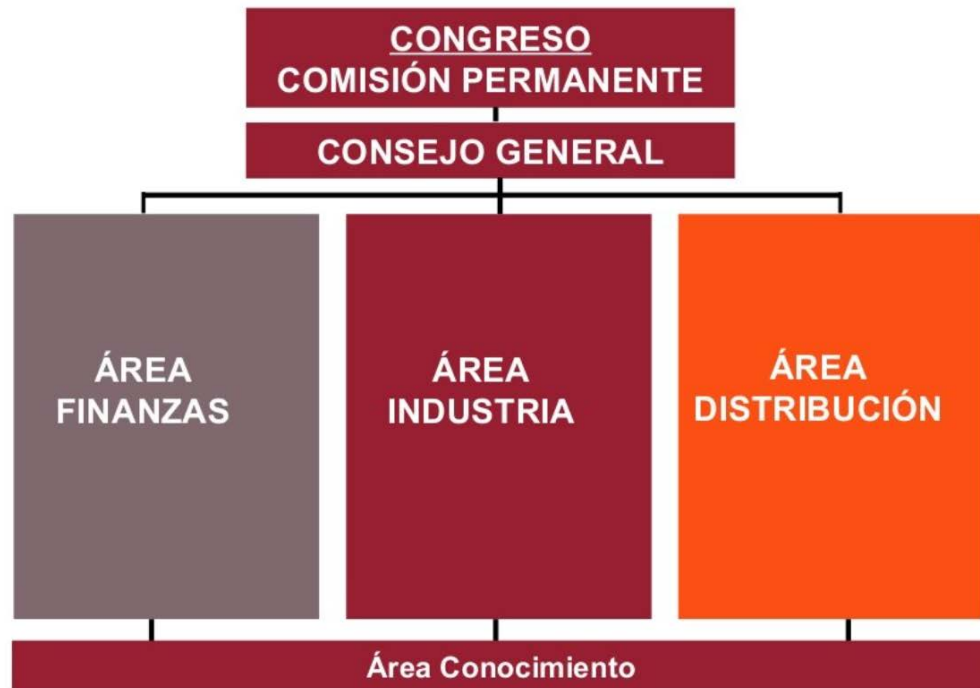 CONGRESO
COMISIÓN PERMANENTE
CONSEJO GENERAL
ÁREA
FINANZAS
ÁREA
INDUSTRIA
ÁREA
DISTRIBUCIÓN
Área Conocimiento